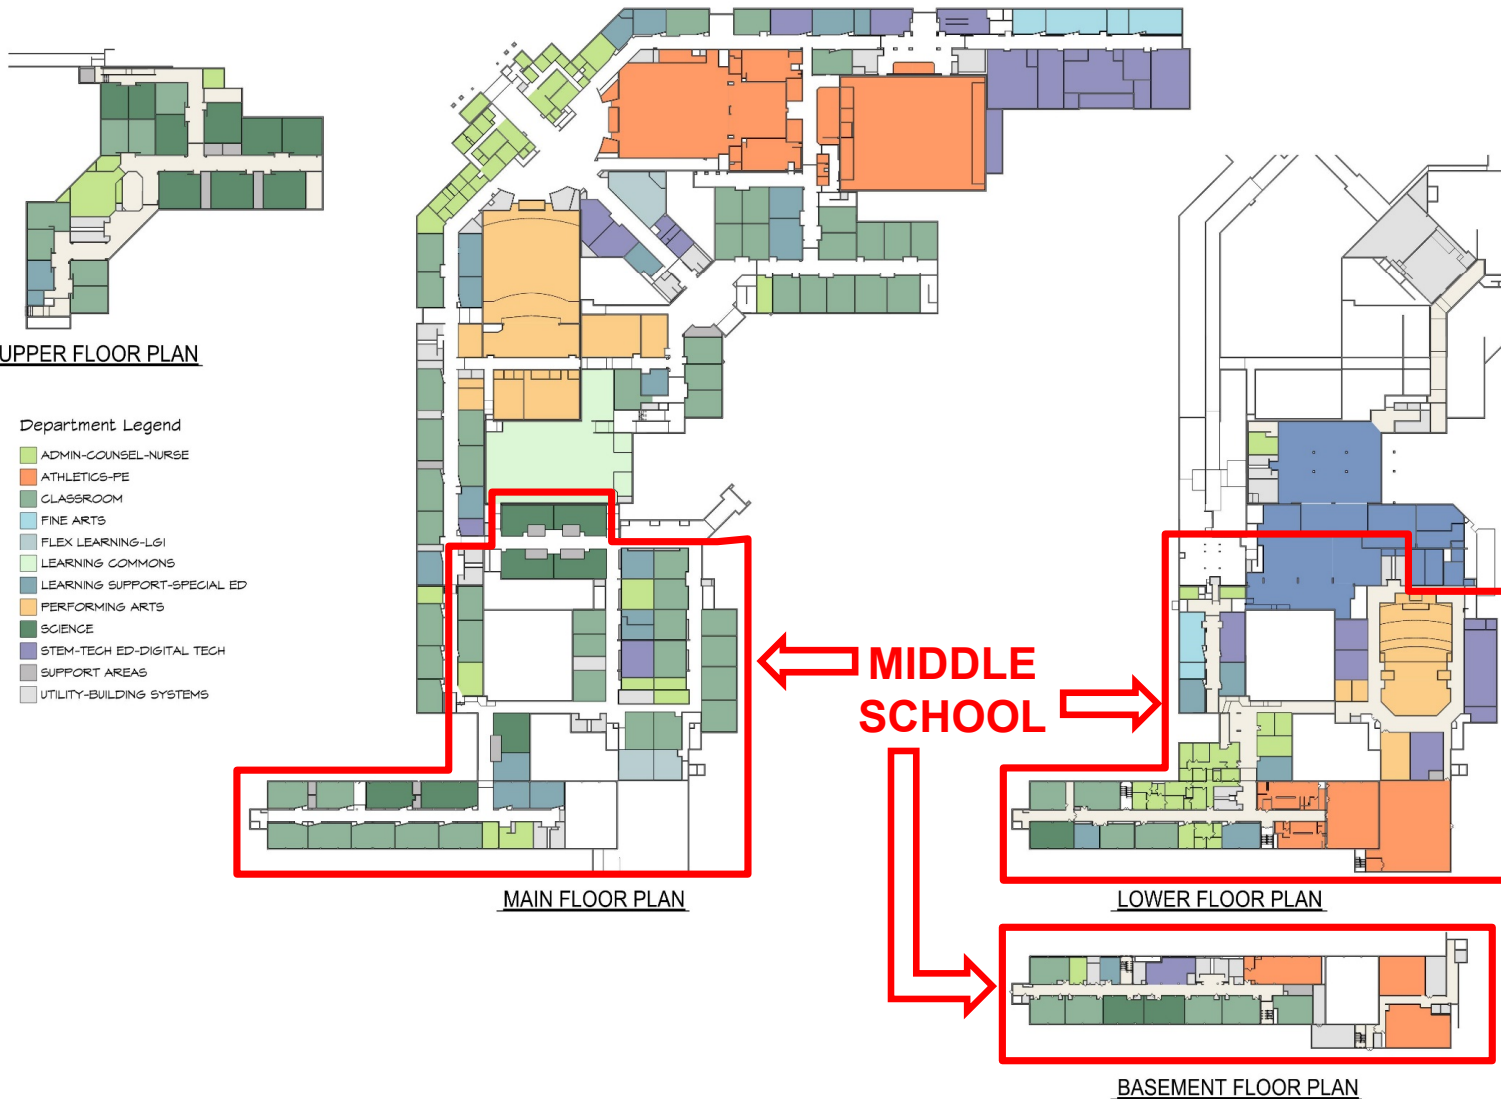 UPPER FLOOR PLAN
Department Legend
ADMIN-COUNSEL-NURSE
ATHLETICS-PE
CLASSROOM
FINE ARTS
FLEX LEARNING-LGI
LEARNING COMMONS
LEARNING SUPPORT-SPECIAL ED
PERFORMING ARTS
SCIENCE
STEM-TECH ED-DIGITAL TECH
SUPPORT AREAS
UTILITY-BUILDING SYSTEMS
MIDDLE
SCHOOL
MAIN FLOOR PLAN
LOWER FLOOR PLAN
BASEMENT FLOOR PLAN